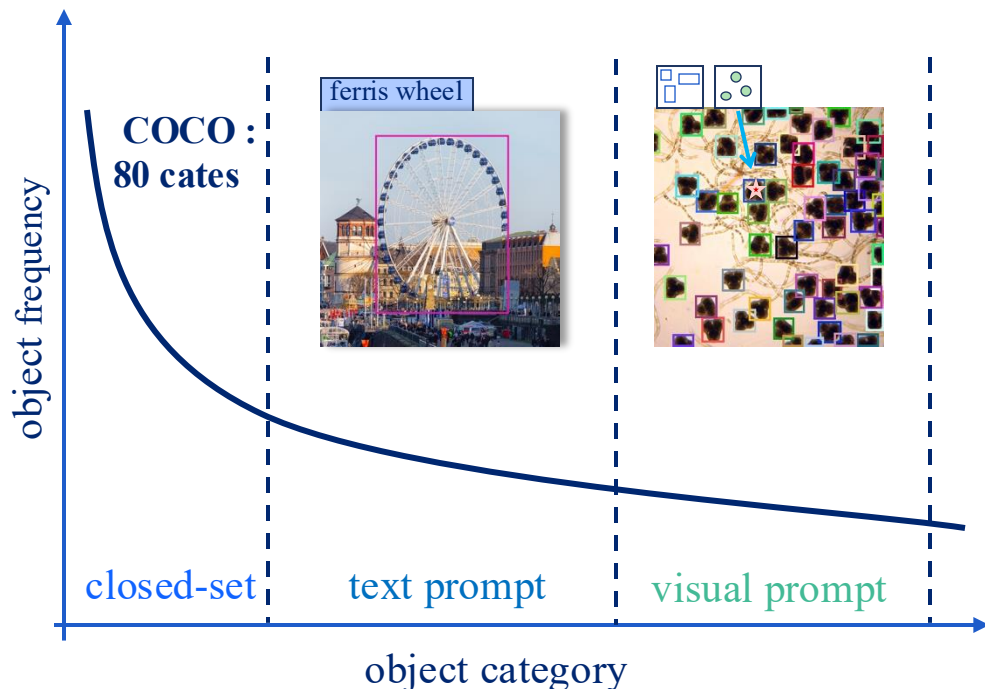 COCO :
80 cates
ferris wheel
object frequency
closed-set
text prompt
visual prompt
object category